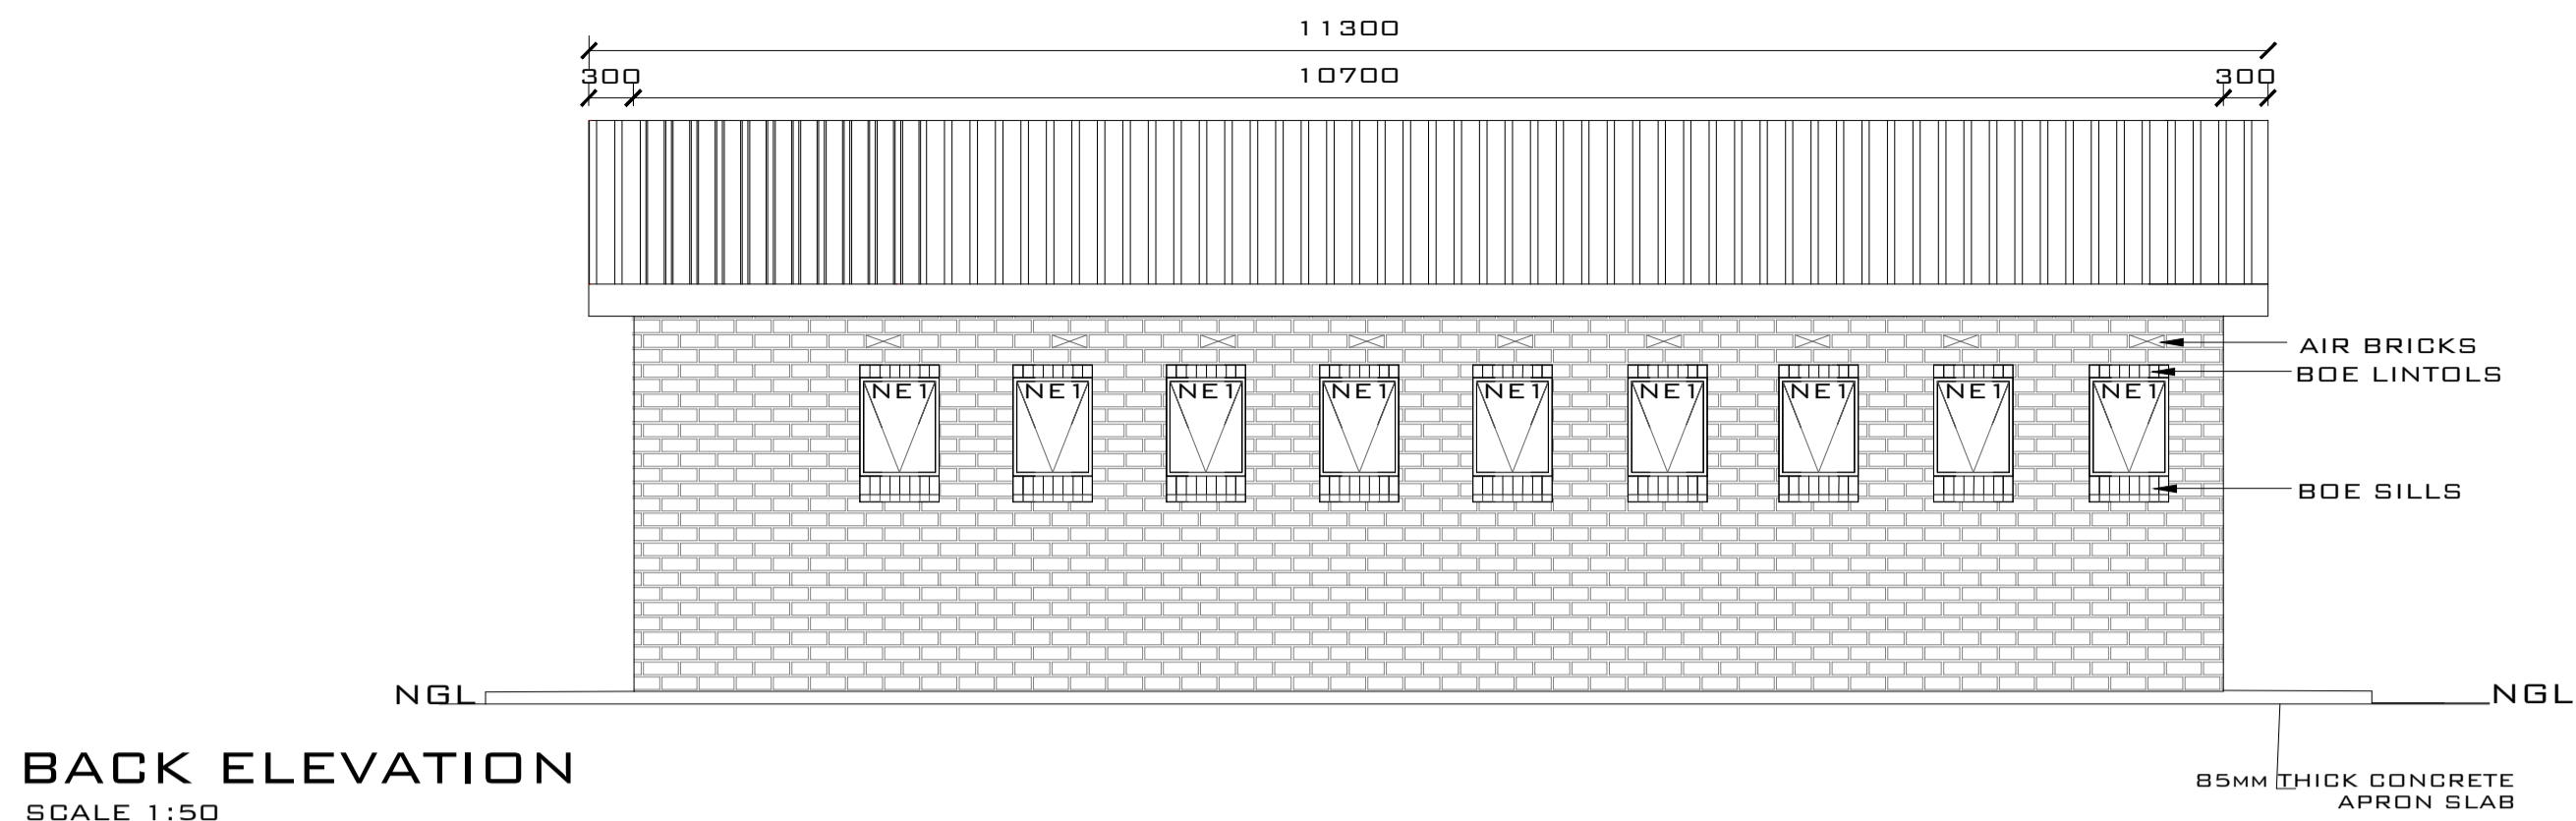 11300
300 10700 300
AIR BRICKS
NE1 NE1 NE1 NE1 NE1 NE1 NE1 NE1 NE1
BOE LINTOLS
BOE SILLS
NGL NGL
BACK ELEVATION
SCALE 1:50
85MM THICK CONCRETE
APRON SLAB